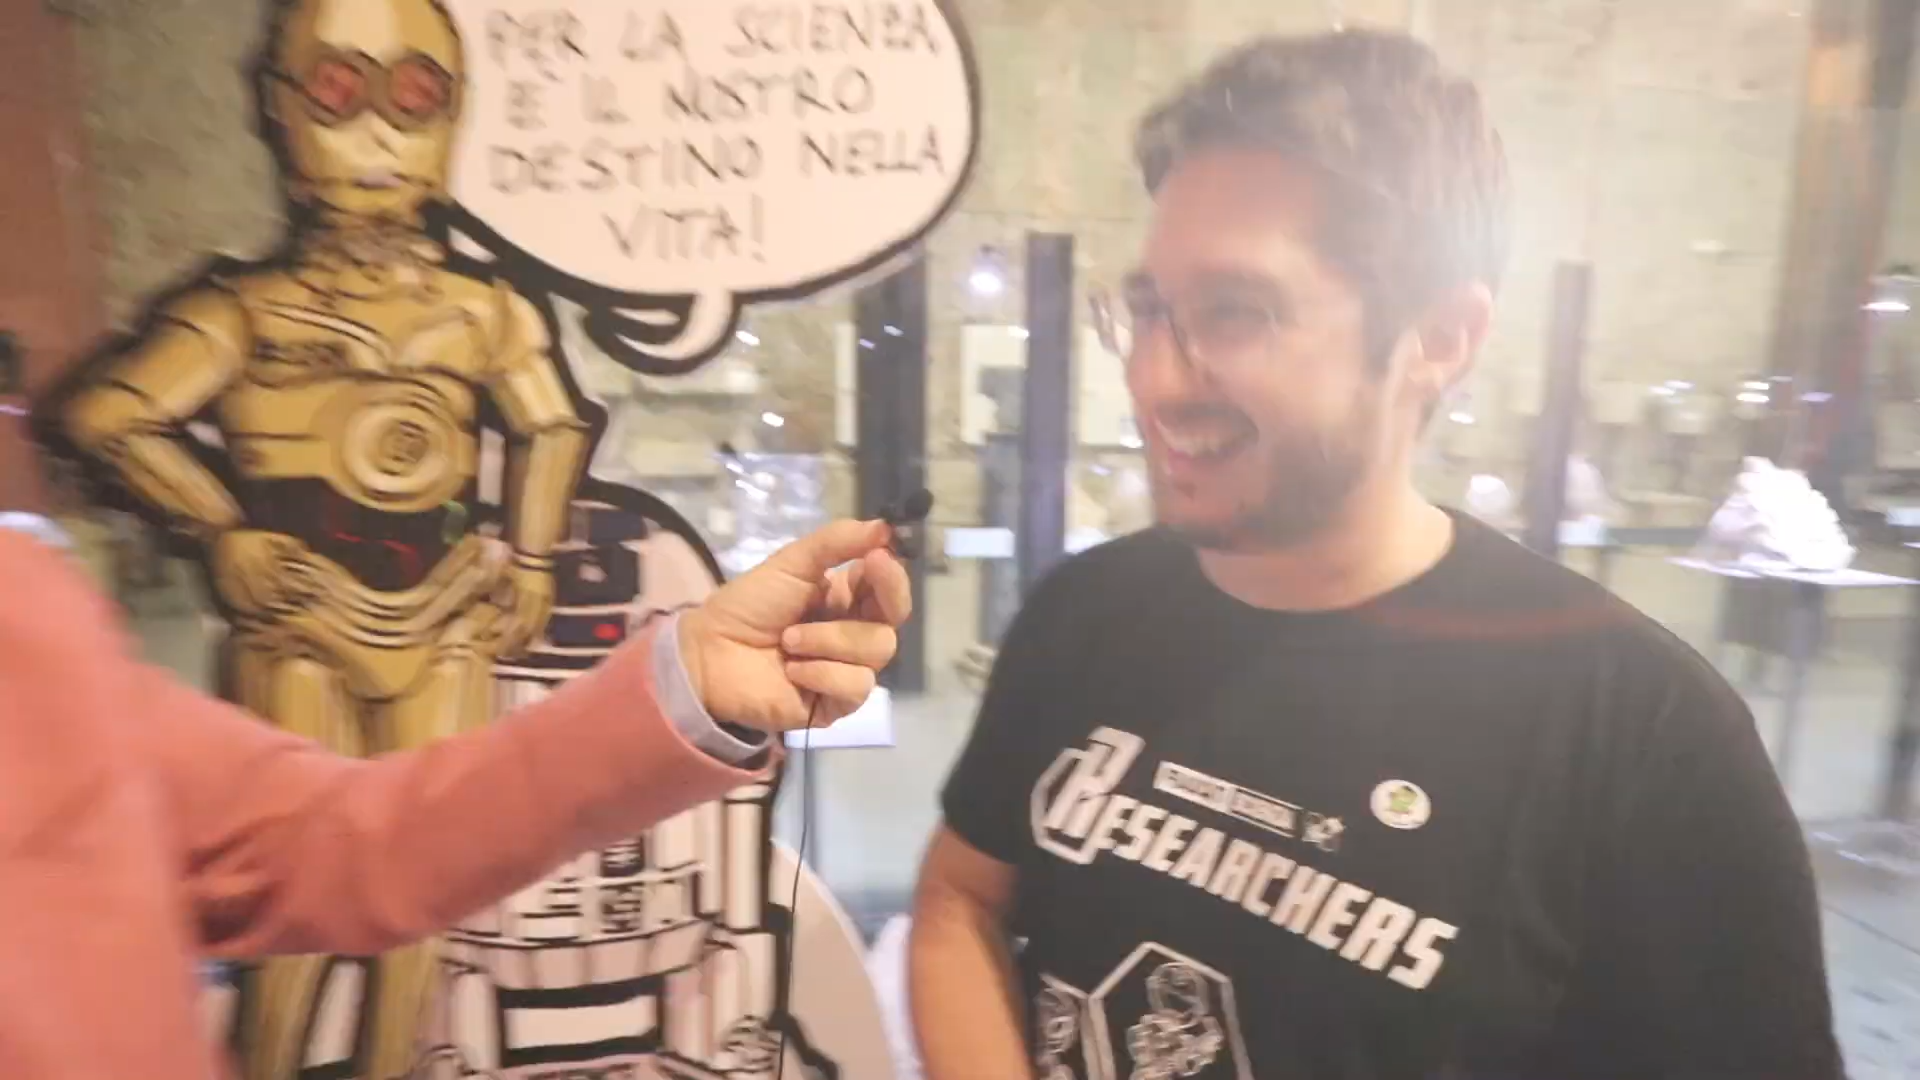 PER LA SCIENZA
È IL NOSTRO
DESTINO NELLA
VITA!
RESEARCHERS